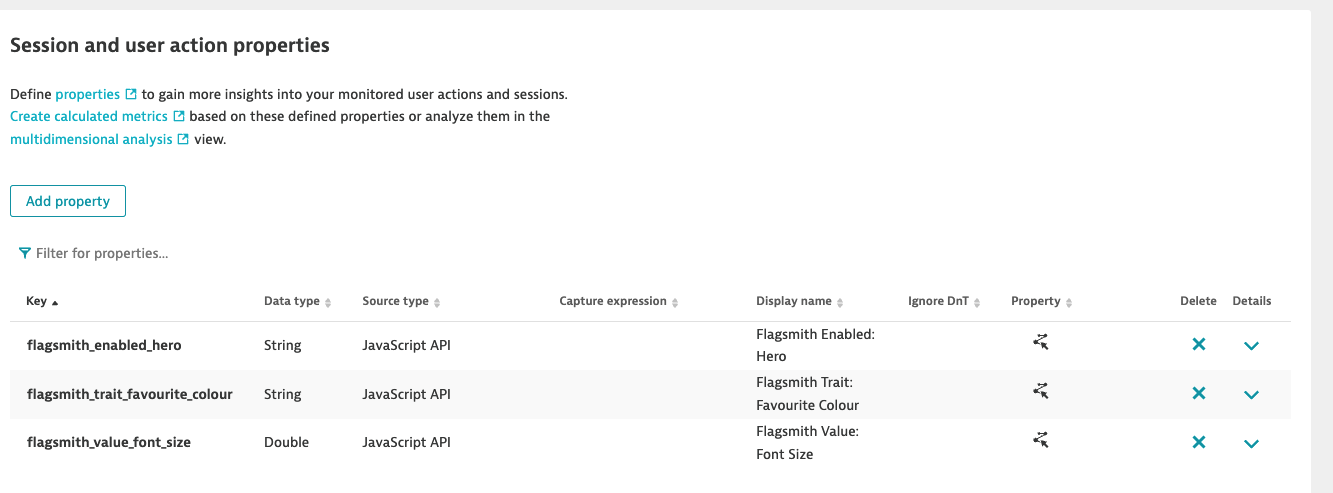 Session and user action properties
Define properties to gain more insights into your monitored user actions and sessions.
Create calculated metrics based on these defined properties or analyze them in the
multidimensional analysis view.
Add property
Filter for properties...
Key Data type Source type Capture expression Display name Ignore DnT Property Delete Details
flagsmith_enabled_hero String JavaScript API Flagsmith Enabled:
Hero
flagsmith_trait_favourite_colour String JavaScript API Flagsmith Trait:
Favourite Colour
flagsmith_value_font_size Double JavaScript API Flagsmith Value:
Font Size